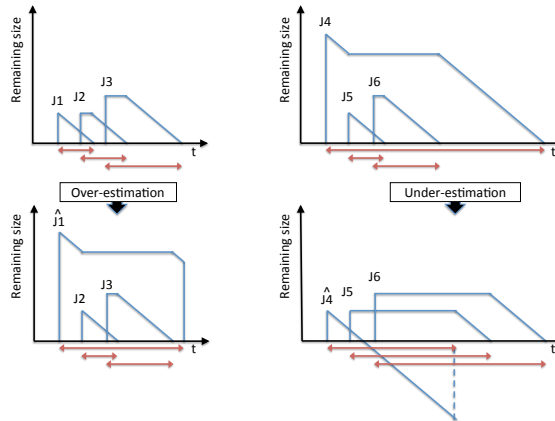 Remaining size
J1
J2
J3
t
Remaining size
J4
J5
J6
t
Over-estimation
Under-estimation
Remaining size
Ĵ1
J2
J3
t
Remaining size
Ĵ4
J5
J6
t